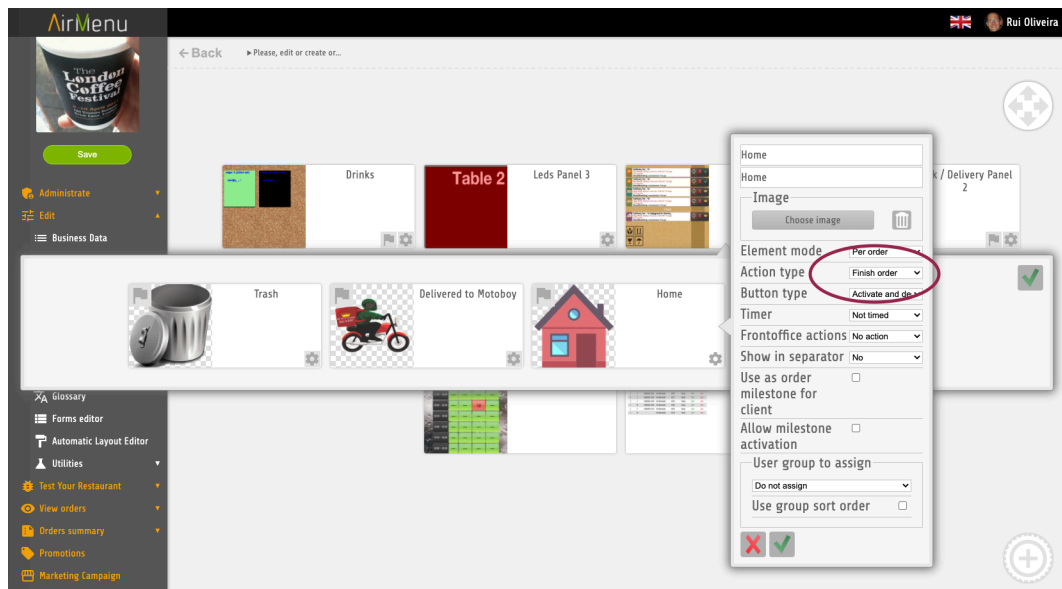 AirMenu
Rui Oliveira
The
London
Coffee
Festival
Save
Administrate
Edit
Business Data
Glossary
Forms editor
Automatic Layout Editor
Utilities
Test Your Restaurant
View orders
Orders summary
Promotions
Marketing Campaign
Back
Please, edit or create or...
Drinks
Table 2
Leds Panel 3
k / Delivery Panel
2
Trash
Delivered to Motoboy
Home
Home
Home
Image
Choose image
Element mode
Per order
Action type
Finish order
Button type
Activate and de
Timer
Not timed
Frontoffice actions
No action
Show in separator
No
Use as order
milestone for
client
Allow milestone
activation
User group to assign
Do not assign
Use group sort order